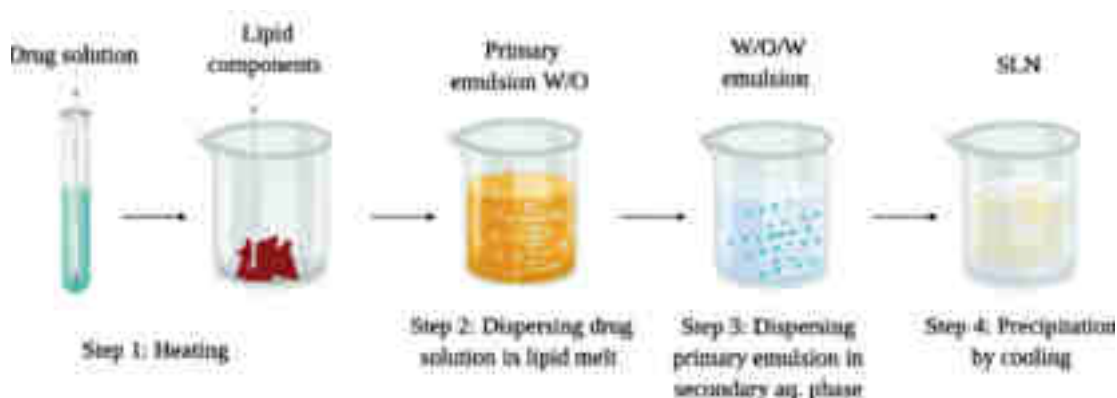 Drug solution
Lipid
components
Primary
emulsion W/O
W/O/W
emulsion
SLN
Step 1: Heating
Step 2: Dispersing drug
solution in lipid melt
Step 3: Dispersing
primary emulsion in
secondary aq. phase
Step 4: Precipitation
by cooling